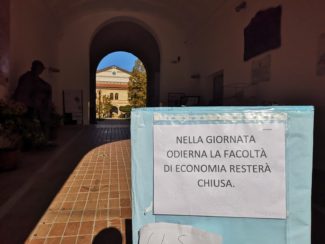 NELLA GIORNATA
ODIERNA LA FACOLTÀ
DI ECONOMIA RESTERÀ
CHIUSA.